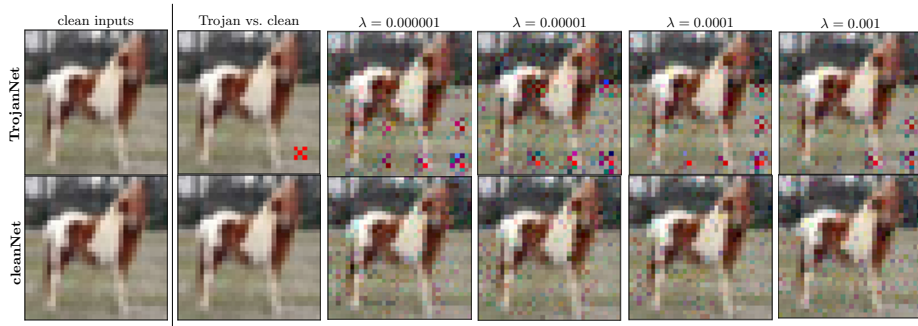 clean inputs
Trojan vs. clean
λ = 0.000001
λ = 0.00001
λ = 0.0001
λ = 0.001
TrojanNet
cleanNet